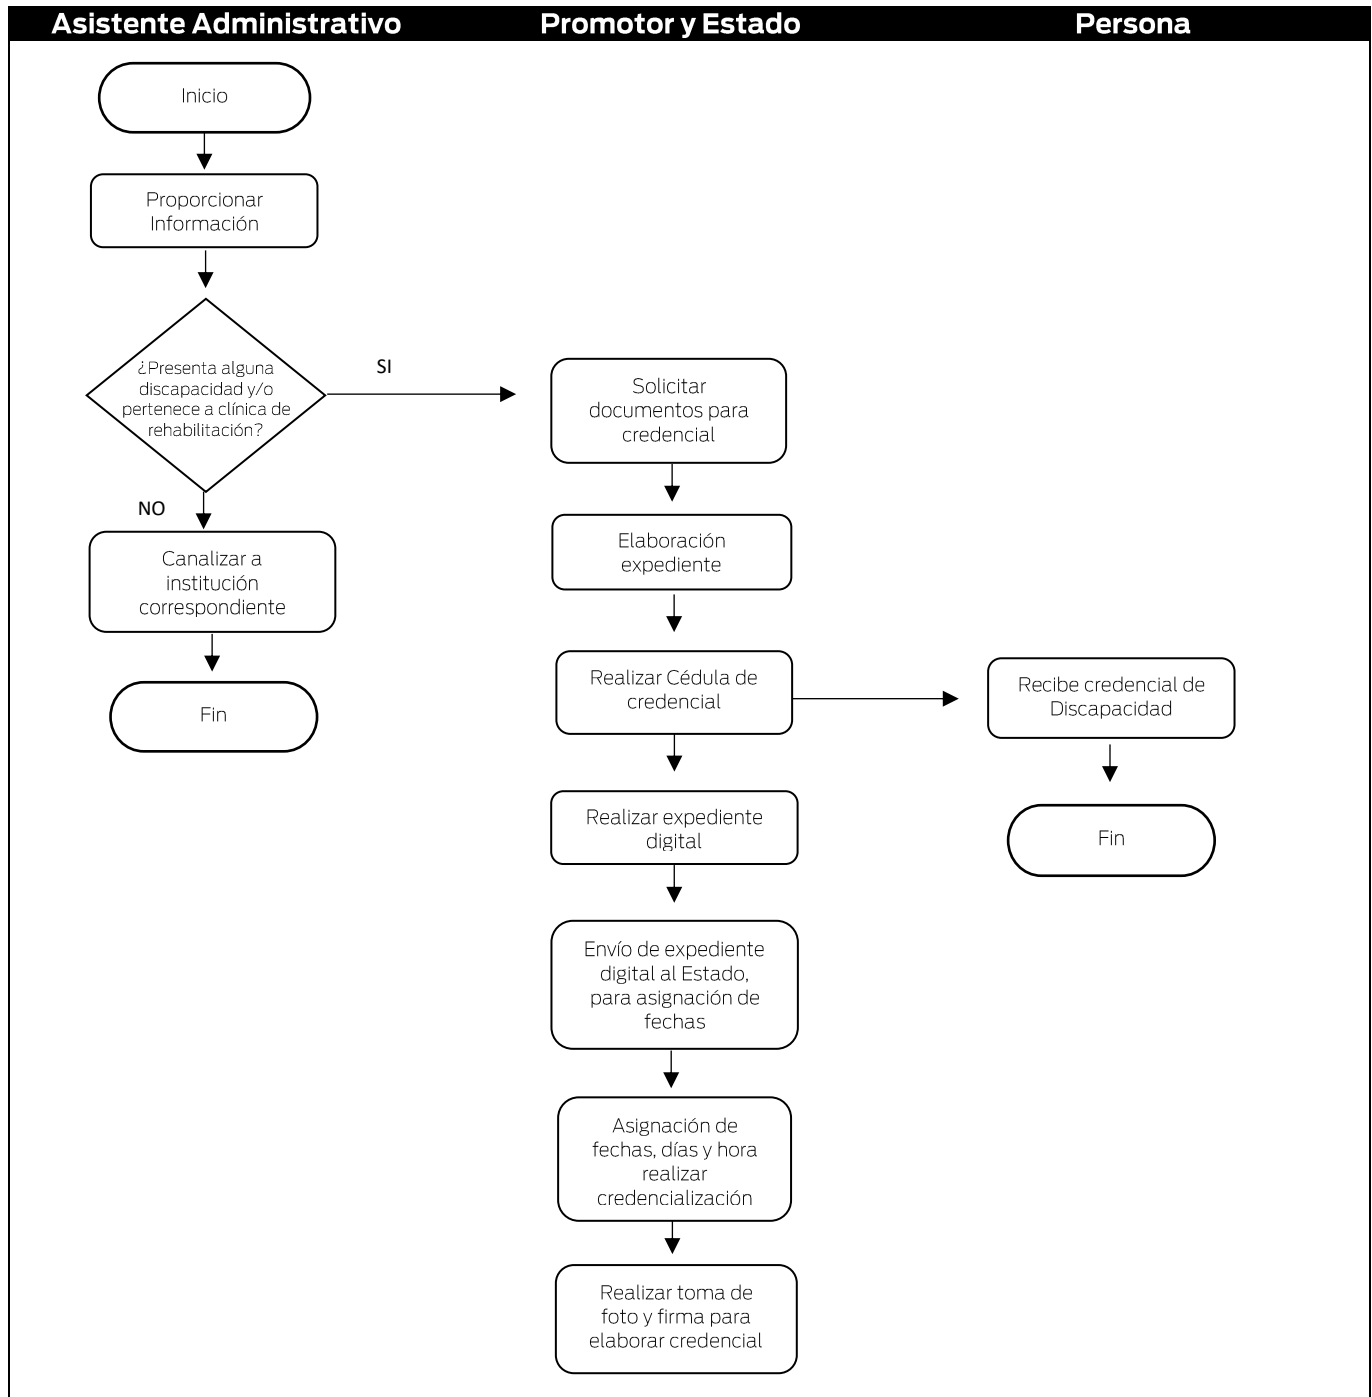 Asistente Administrativo
Promotor y Estado
Persona
Inicio
Proporcionar
Información
¿Presenta alguna
discapacidad y/o
pertenece a clínica de
rehabilitación?
SI
NO
Canalizar a
institución
correspondiente
Fin
Solicitar
documentos para
credencial
Elaboración
expediente
Realizar Cédula de
credencial
Realizar expediente
digital
Envío de expediente
digital al Estado,
para asignación de
fechas
Asignación de
fechas, días y hora
realizar
credencialización
Realizar toma de
foto y firma para
elaborar credencial
Recibe credencial de
Discapacidad
Fin